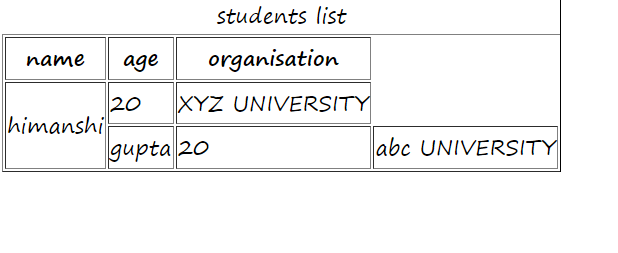 students list
name age organisation
himanshi 20 XYZ UNIVERSITY
gupta 20 abc UNIVERSITY